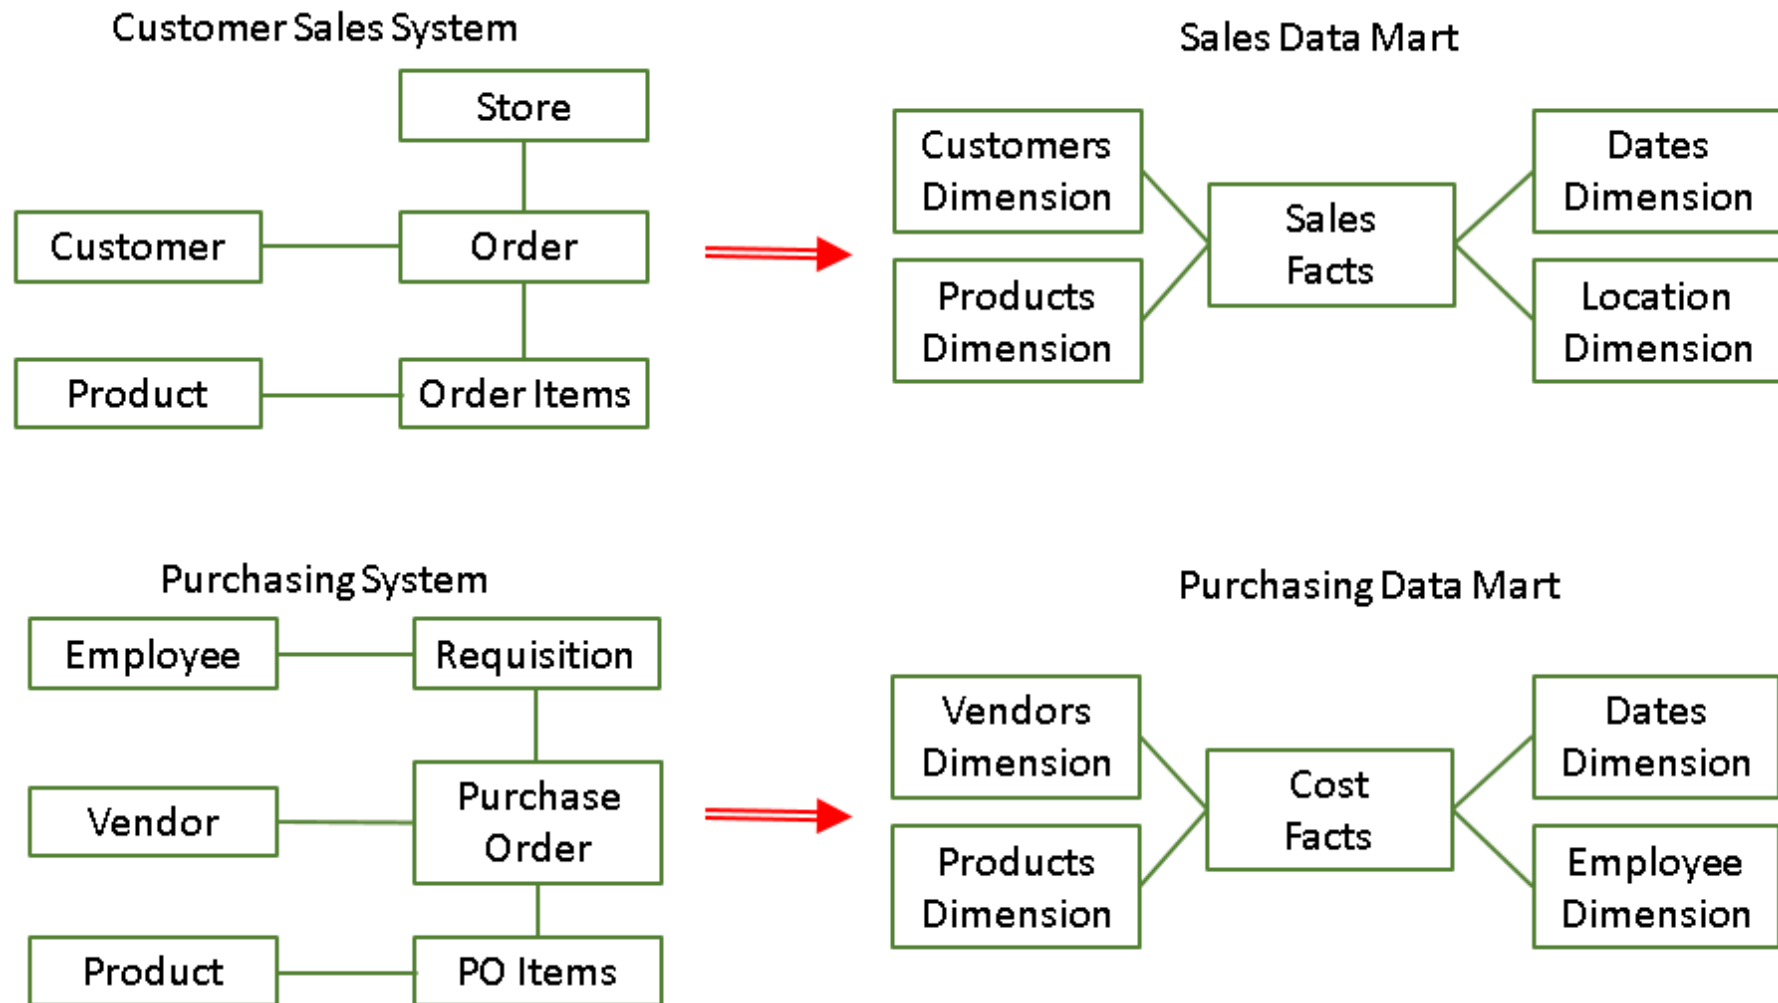 Customer Sales System
Store
Customer
Order
Product
Order Items
Sales Data Mart
Customers
Dimension
Products
Dimension
Sales
Facts
Dates
Dimension
Location
Dimension
Purchasing System
Employee
Requisition
Vendor
Purchase
Order
Product
PO Items
Purchasing Data Mart
Vendors
Dimension
Products
Dimension
Cost
Facts
Dates
Dimension
Employee
Dimension